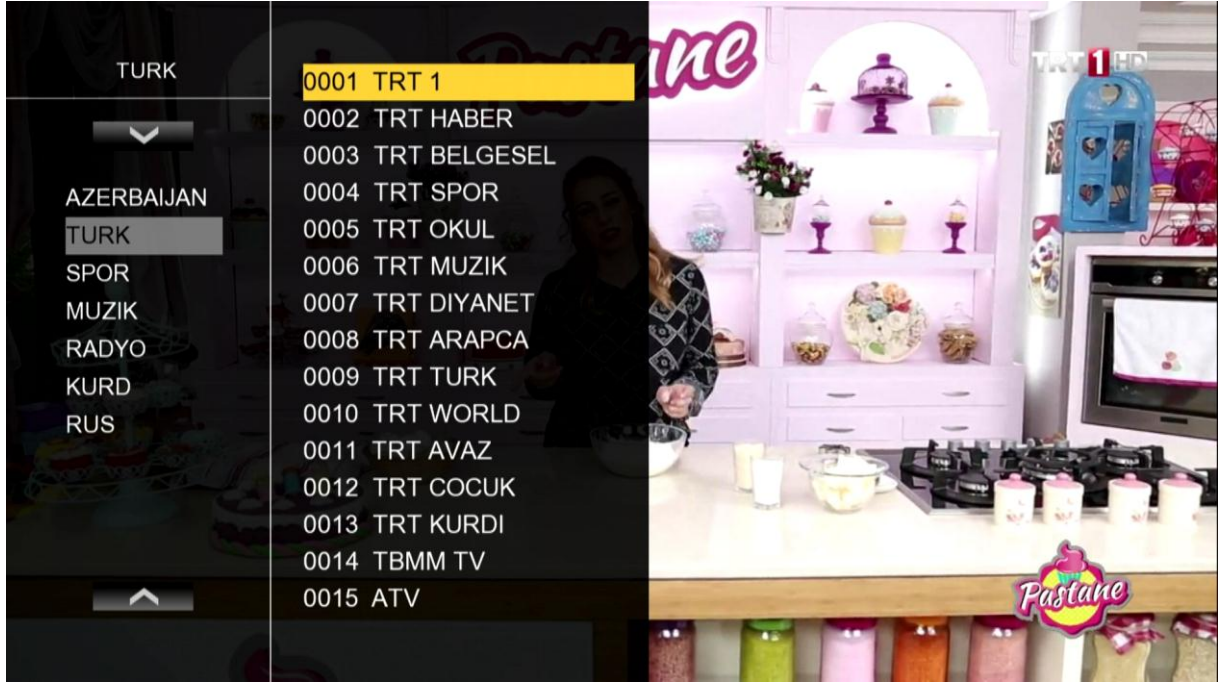 TURK
AZERBAIJAN
TURK
SPOR
MUZIK
RADYO
KURD
RUS
0001 TRT 1
0002 TRT HABER
0003 TRT BELGESEL
0004 TRT SPOR
0005 TRT OKUL
0006 TRT MUZIK
0007 TRT DIYANET
0008 TRT ARAPCA
0009 TRT TURK
0010 TRT WORLD
0011 TRT AVAZ
0012 TRT COCUK
0013 TRT KURDI
0014 TBMM TV
0015 ATV
Pastane
TRT 1 HD
Pastane